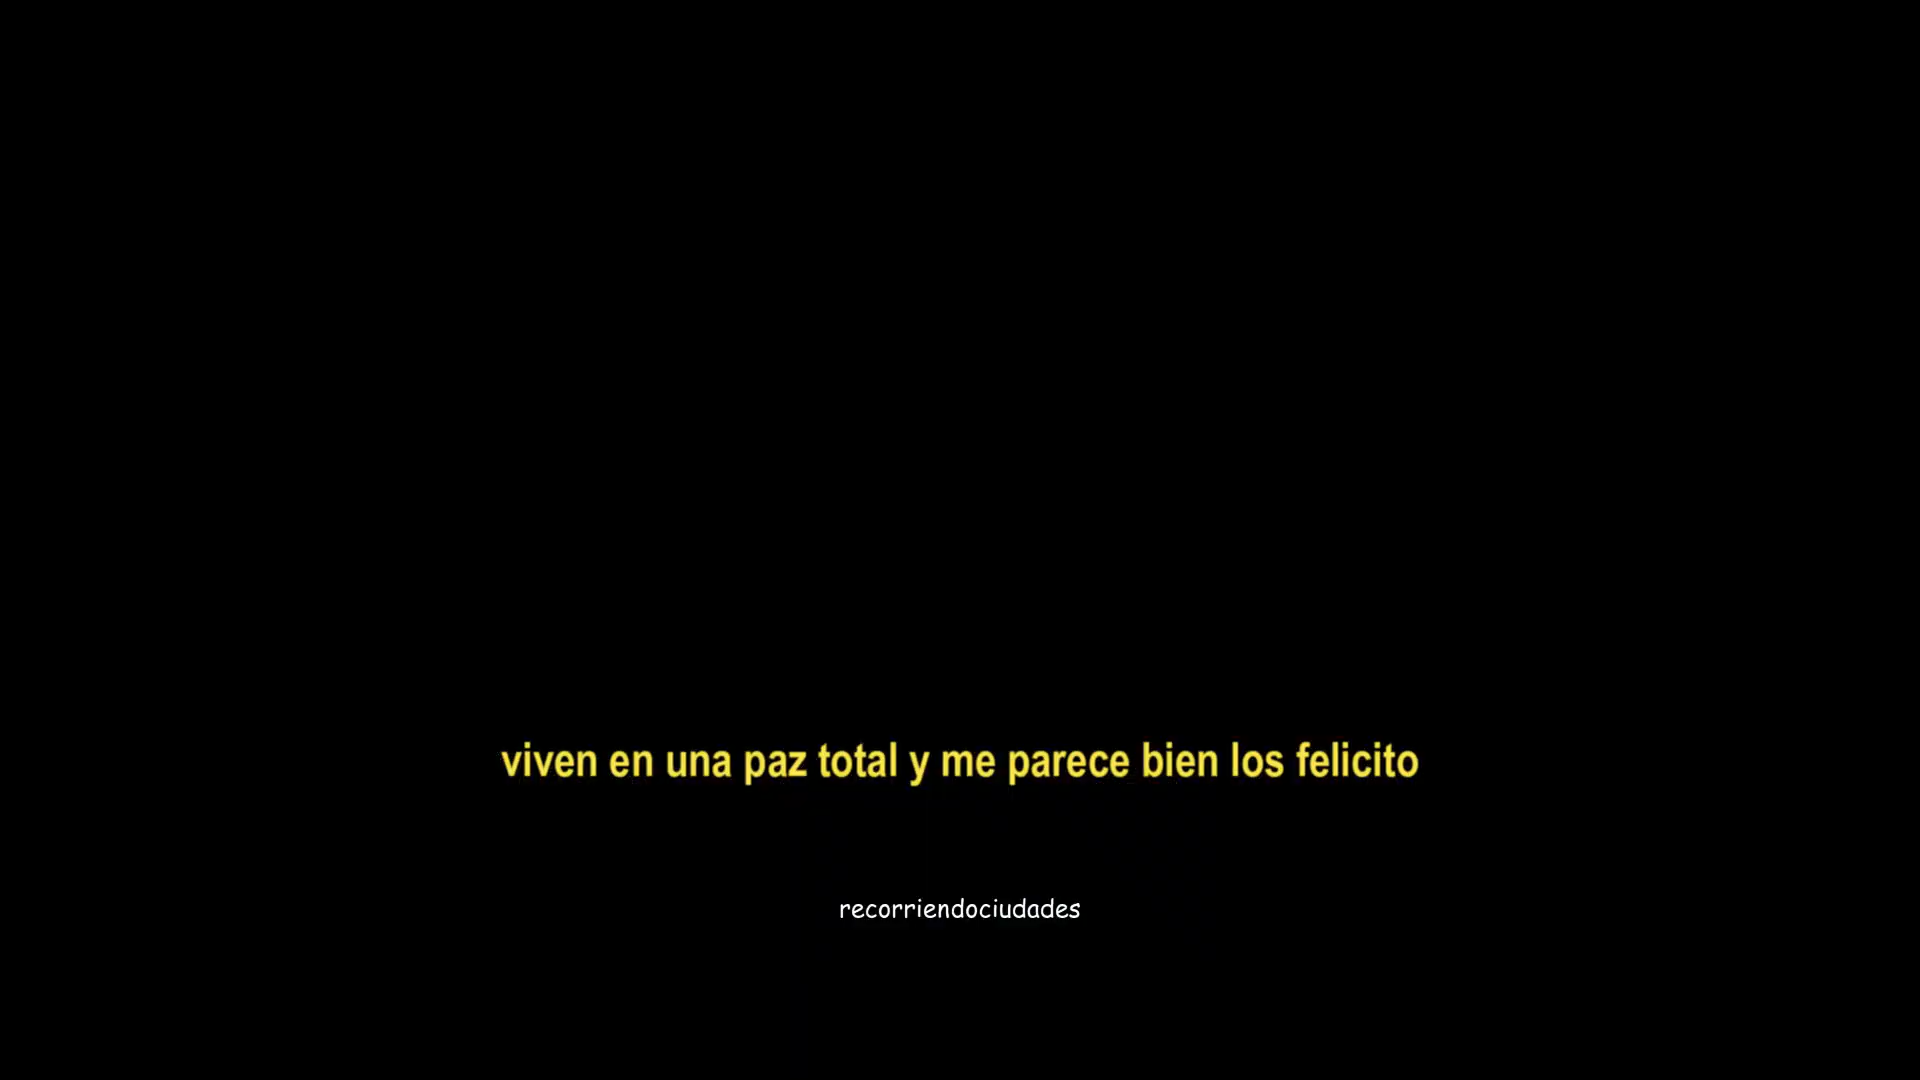 viven en una paz total y me parece bien los felicito
recorriendociudades